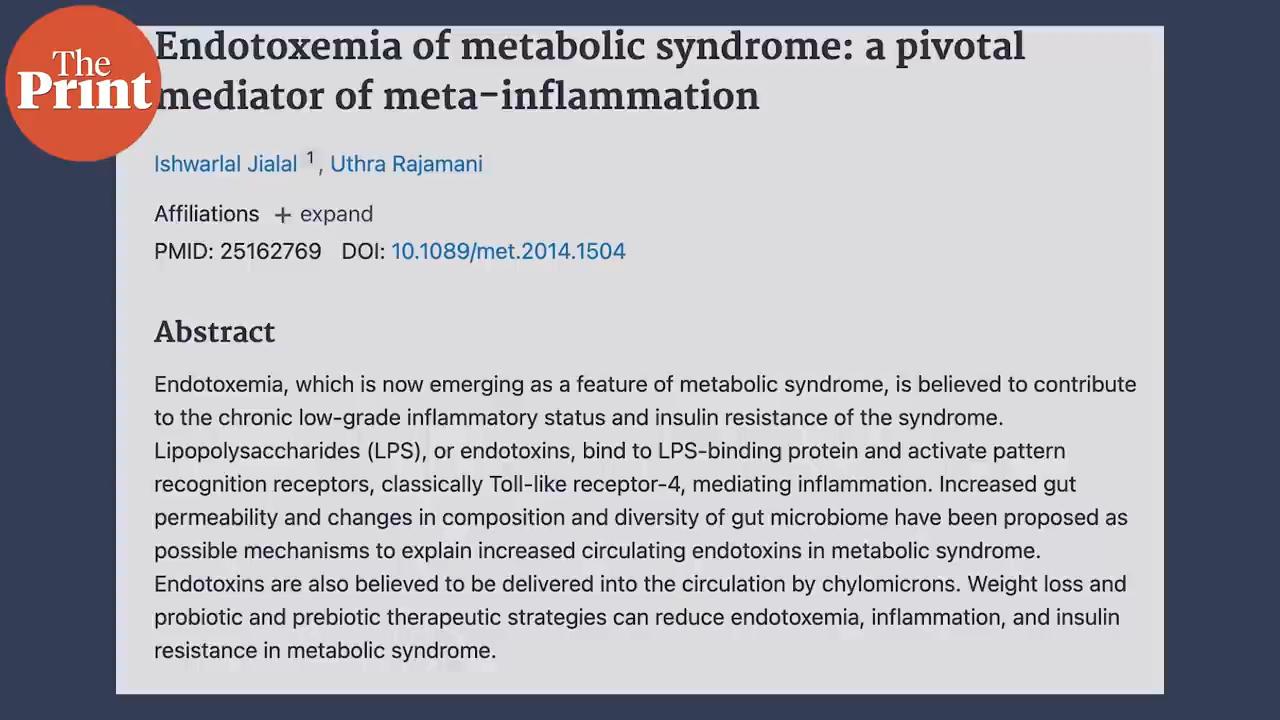 The
Print
Endotoxemia of metabolic syndrome: a pivotal
mediator of meta-inflammation
Ishwarlal Jialal 1, Uthra Rajamani
Affiliations + expand
PMID: 25162769 DOI: 10.1089/met.2014.1504
Abstract
Endotoxemia, which is now emerging as a feature of metabolic syndrome, is believed to contribute
to the chronic low-grade inflammatory status and insulin resistance of the syndrome.
Lipopolysaccharides (LPS), or endotoxins, bind to LPS-binding protein and activate pattern
recognition receptors, classically Toll-like receptor-4, mediating inflammation. Increased gut
permeability and changes in composition and diversity of gut microbiome have been proposed as
possible mechanisms to explain increased circulating endotoxins in metabolic syndrome.
Endotoxins are also believed to be delivered into the circulation by chylomicrons. Weight loss and
probiotic and prebiotic therapeutic strategies can reduce endotoxemia, inflammation, and insulin
resistance in metabolic syndrome.